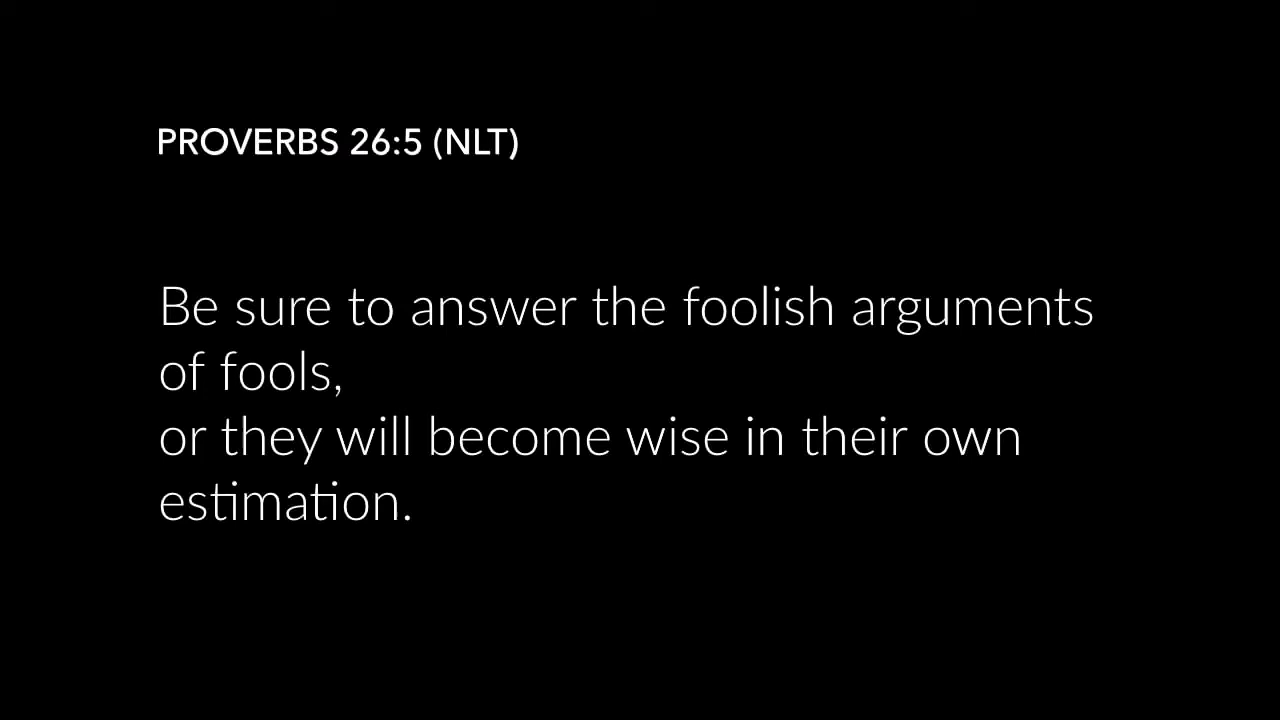 PROVERBS 26:5 (NLT)
Be sure to answer the foolish arguments
of fools,
or they will become wise in their own
estimation.